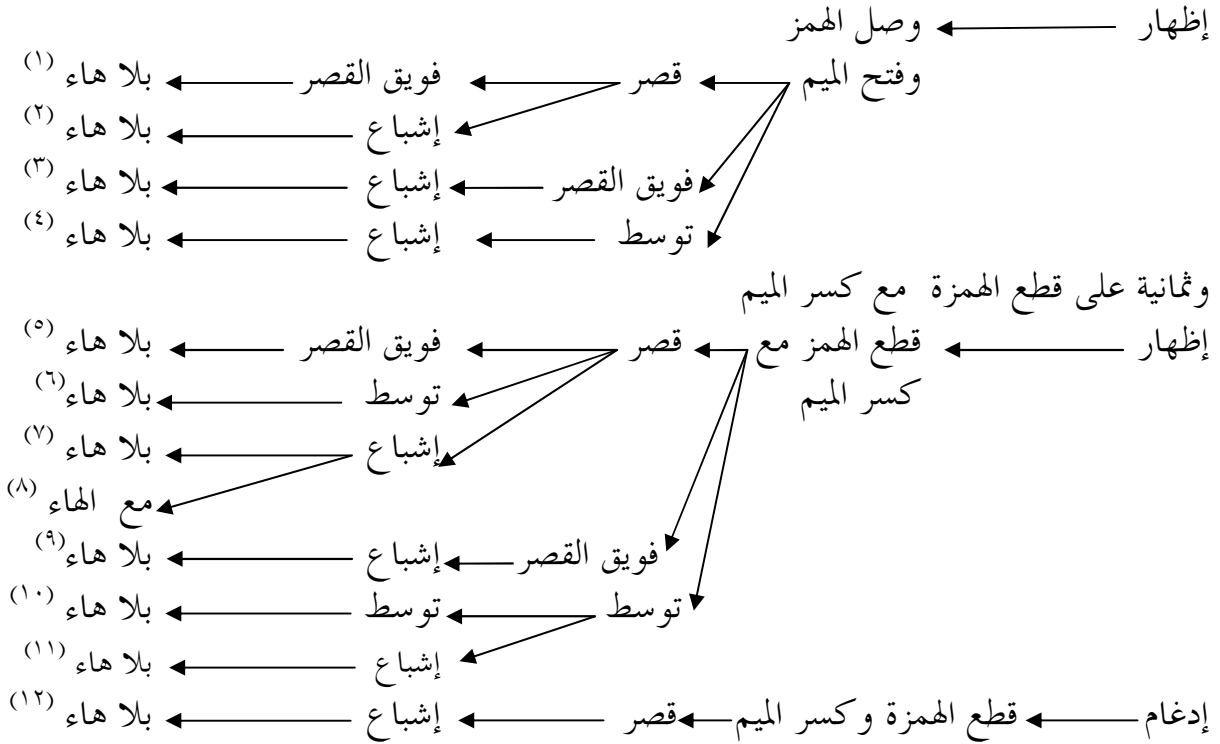 إظهار وصل الهمز
وفتح الميم قصر فويق القصر بلا هاء (١)
إشباع بلا هاء (٢)
فويق القصر إشباع بلا هاء (٣)
توسط إشباع بلا هاء (٤)
وثمانية على قطع الهمزة مع كسر الميم
إظهار قطع الهمز مع قصر فويق القصر بلا هاء (٥)
كسر الميم توسط بلا هاء (٦)
إشباع بلا هاء (٧)
مع الهاء (٨)
فويق القصر إشباع بلا هاء (٩)
توسط توسط بلا هاء (١٠)
إشباع بلا هاء (١١)
إدغام قطع الهمزة وكسر الميم قصر إشباع بلا هاء (١٢)